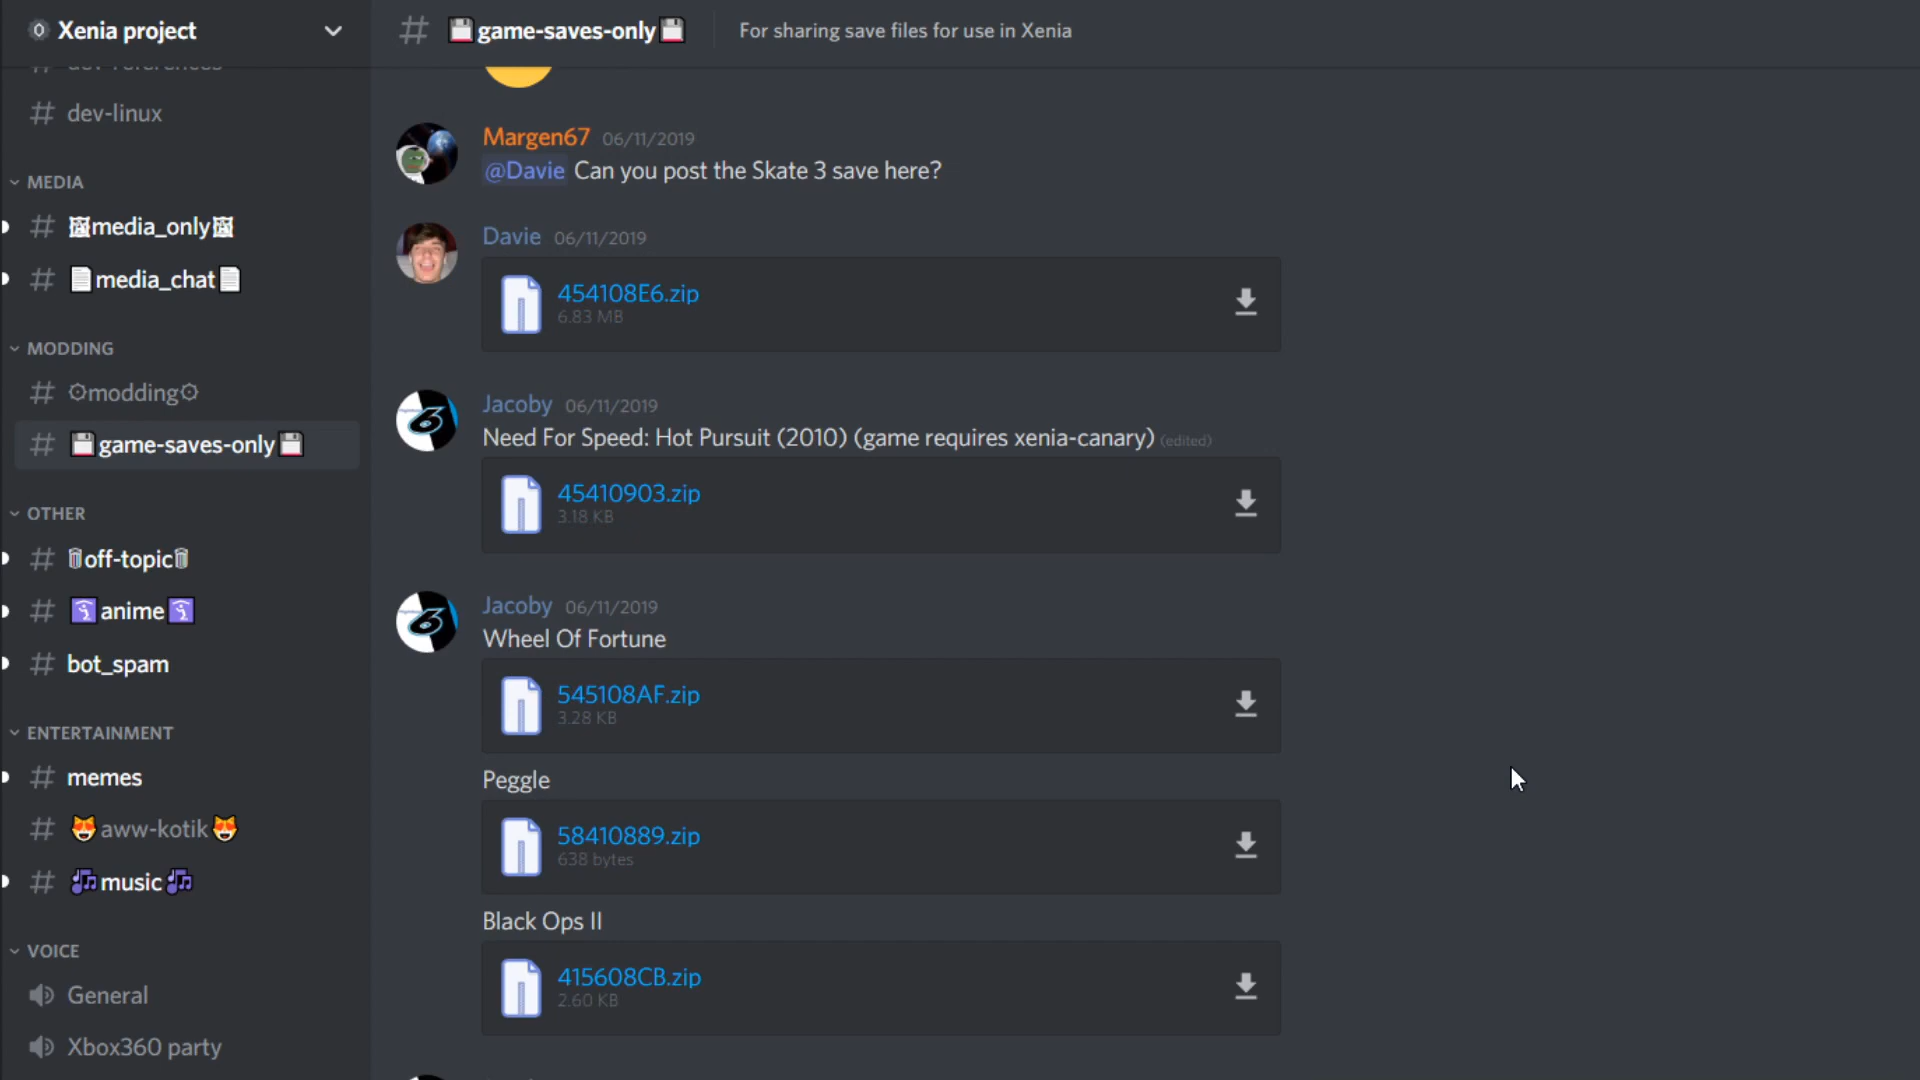 Xenia project
dev-references
# dev-linux
MEDIA
# 🖼media_only🖼
# 📄media_chat📄
MODDING
# ⚙modding⚙
# 💾game-saves-only💾
OTHER
# 🗑off-topic🗑
# 🛐anime🛐
# bot_spam
ENTERTAINMENT
# memes
# 😻aww-kotik😻
# 🎶music🎶
VOICE
General
Xbox360 party
# 💾game-saves-only💾 For sharing save files for use in Xenia
Margen67 06/11/2019
@Davie Can you post the Skate 3 save here?
Davie 06/11/2019
454108E6.zip
6.83 MB
Jacoby 06/11/2019
Need For Speed: Hot Pursuit (2010) (game requires xenia-canary) (edited)
45410903.zip
3.18 KB
Jacoby 06/11/2019
Wheel Of Fortune
545108AF.zip
3.28 KB
Peggle
58410889.zip
638 bytes
Black Ops II
415608CB.zip
2.60 KB